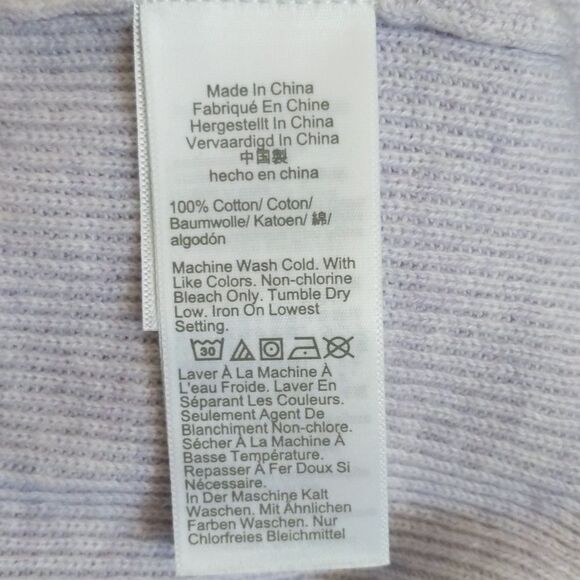 Made In China
Fabriqué En Chine
Hergestellt In China
Vervaardigd In China
中国製
hecho en china
100% Cotton/ Coton/
Baumwolle/ Katoen/ 綿/
algodón
Machine Wash Cold. With
Like Colors. Non-chlorine
Bleach Only. Tumble Dry
Low. Iron On Lowest
Setting.
30
Laver À La Machine À
L'eau Froide. Laver En
Séparant Les Couleurs.
Seulement Agent De
Blanchiment Non-chlore.
Sécher À La Machine À
Basse Température.
Repasser À Fer Doux Si
Nécessaire.
In Der Maschine Kalt
Waschen. Mit Ähnlichen
Farben Waschen. Nur
Chlorfreies Bleichmittel